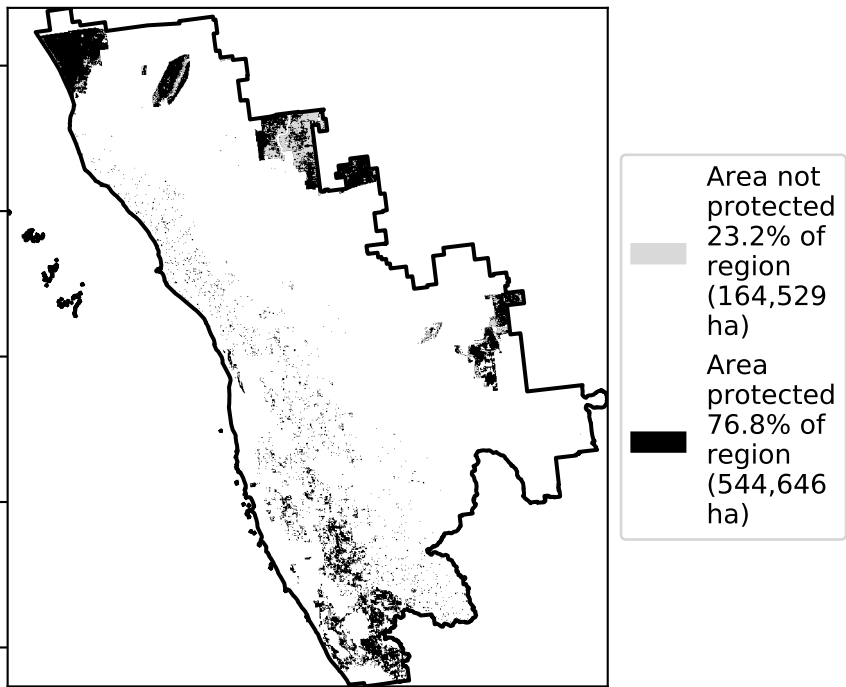 Area not
protected
23.2% of
region
(164,529
ha)
Area
protected
76.8% of
region
(544,646
ha)